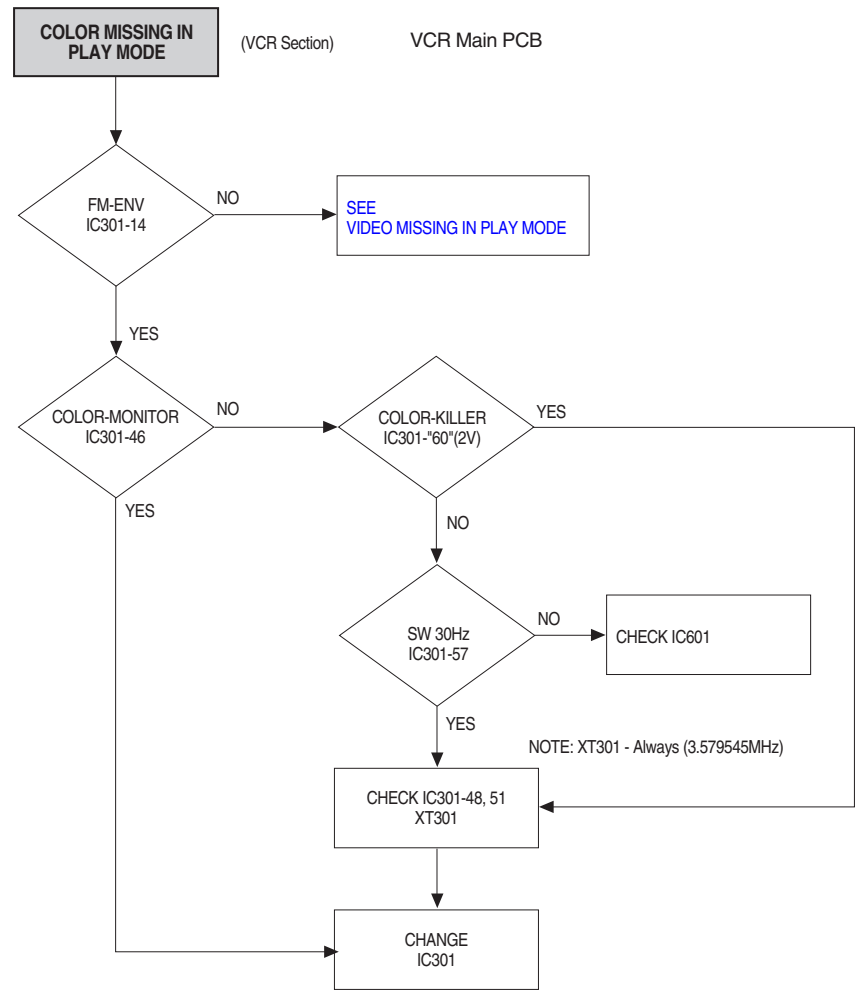 COLOR MISSING IN
PLAY MODE
(VCR Section)
VCR Main PCB
FM-ENV
IC301-14
NO
SEE
VIDEO MISSING IN PLAY MODE
YES
COLOR-MONITOR
IC301-46
NO
COLOR-KILLER
IC301-"60"(2V)
YES
YES
NO
SW 30Hz
IC301-57
NO
CHECK IC601
YES
NOTE: XT301 - Always (3.579545MHz)
CHECK IC301-48, 51
XT301
CHANGE
IC301